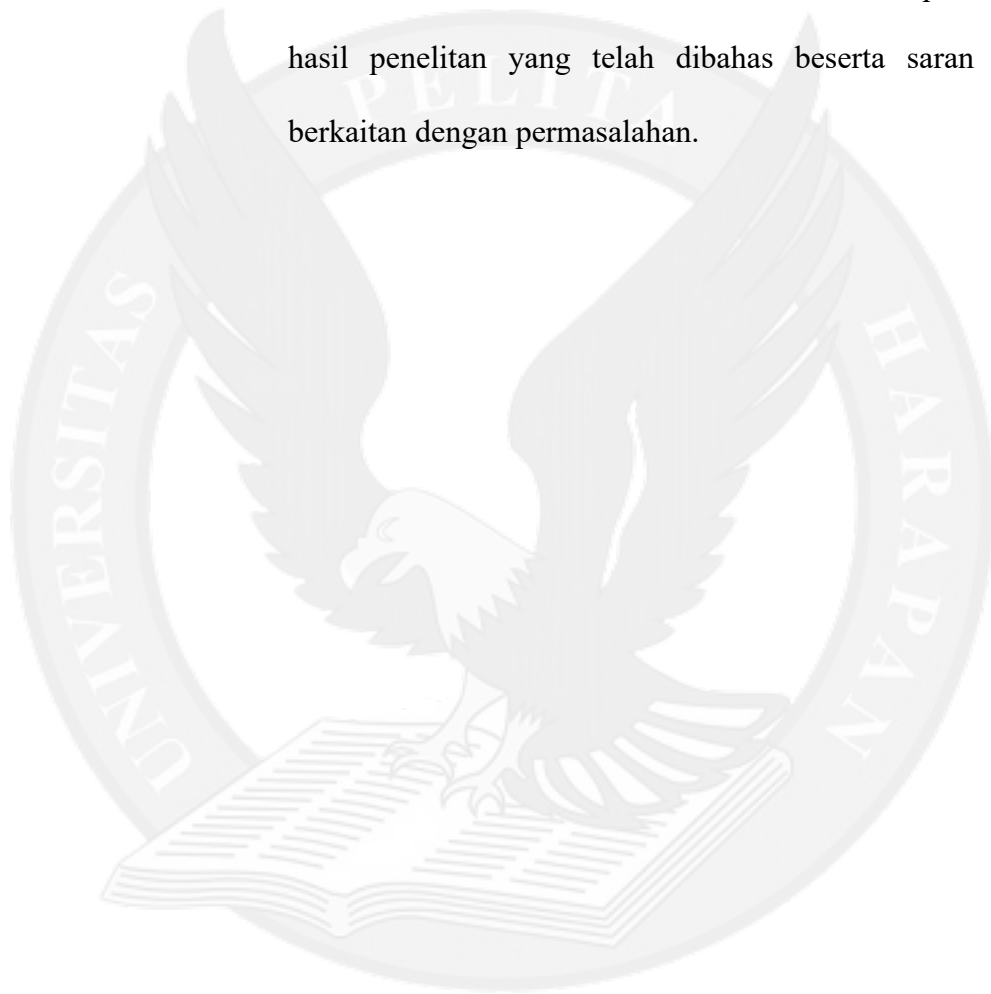 hasil penelitan yang telah dibahas beserta saran
berkaitan dengan permasalahan.
UNIVERSITAS PELITA HARAPAN